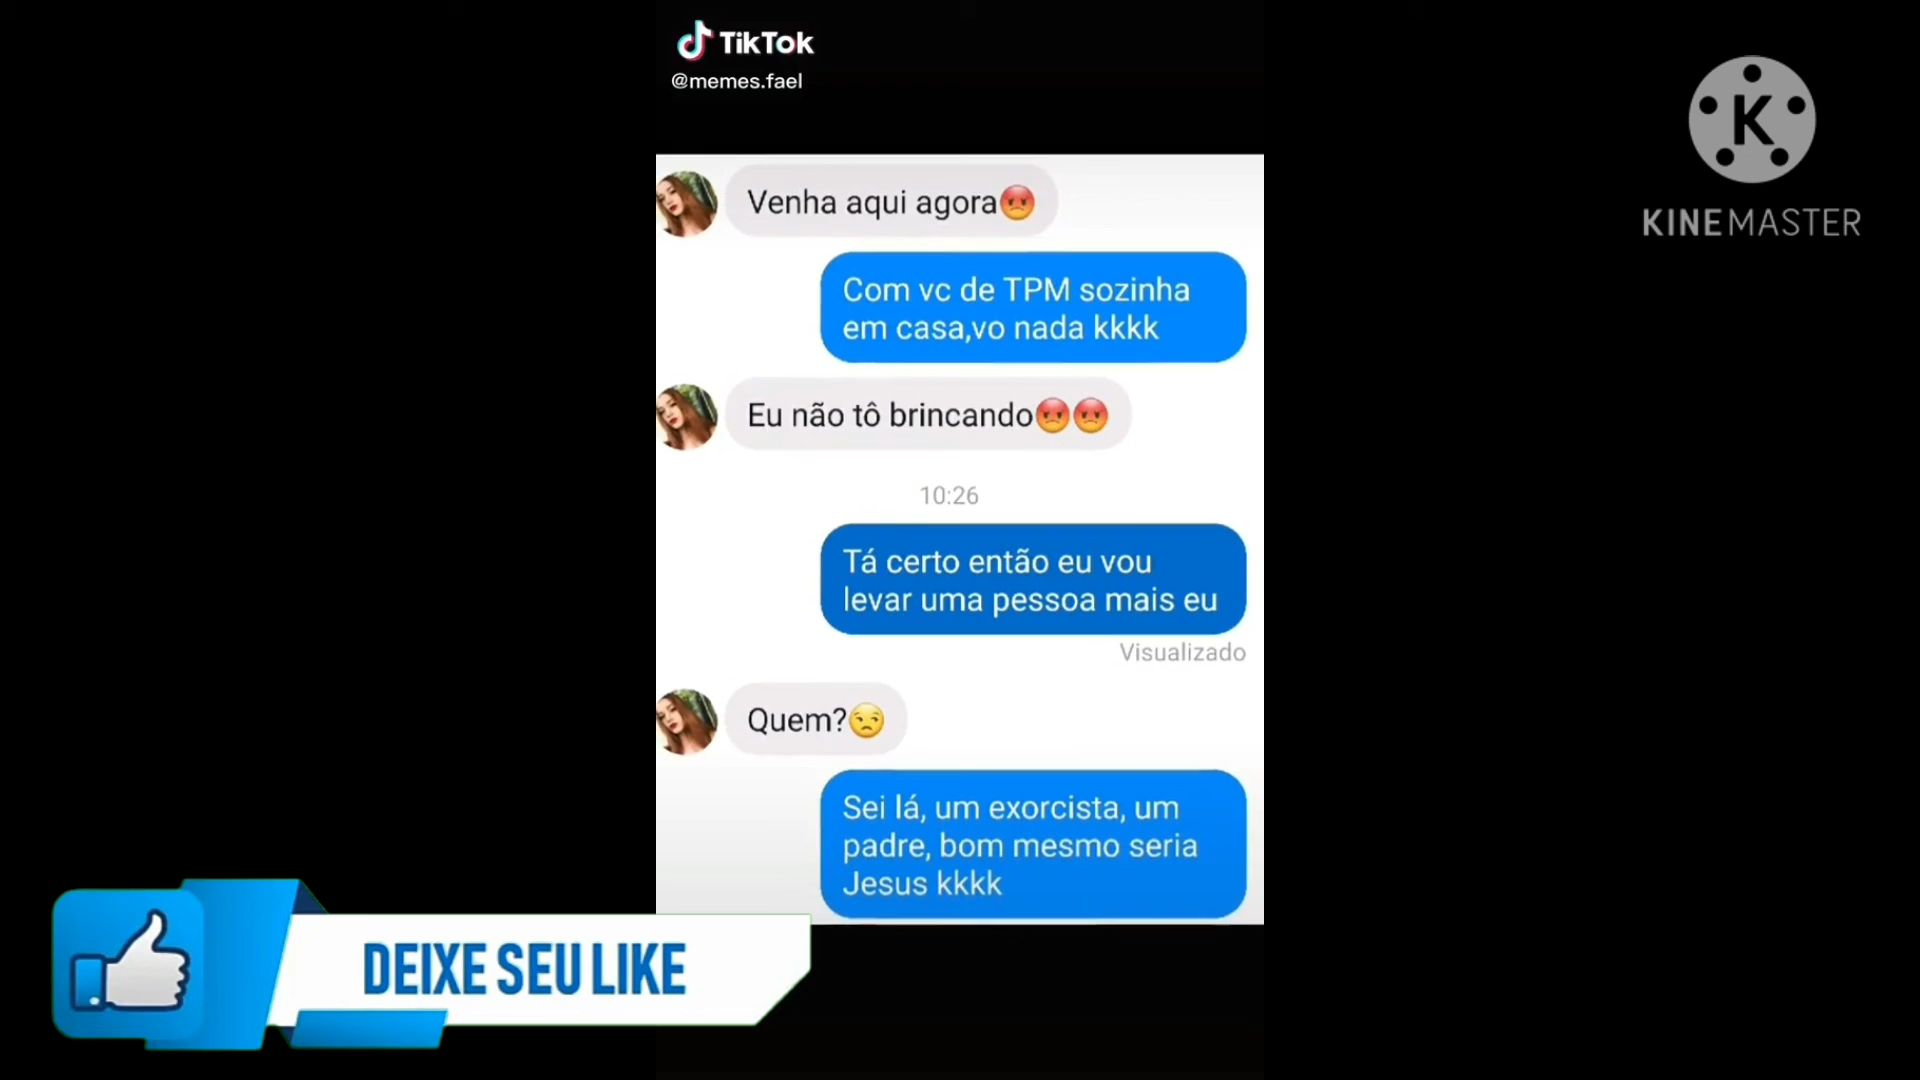 TikTok
@memes.fael
K
KINEMASTER
Venha aqui agora😡
Com vc de TPM sozinha
em casa,vo nada kkkk
Eu não tô brincando😡😡
10:26
Tá certo então eu vou
levar uma pessoa mais eu
Visualizado
Quem?😒
Sei lá, um exorcista, um
padre, bom mesmo seria
Jesus kkkk
DEIXE SEU LIKE